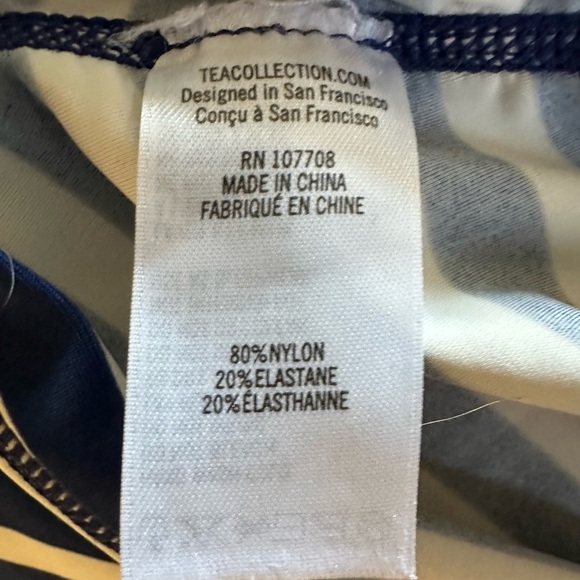 TEACOLLECTION.COM
Designed in San Francisco
Conçu à San Francisco
RN 107708
MADE IN CHINA
FABRIQUÉ EN CHINE
80%NYLON
20%ELASTANE
20%ÉLASTHANNE